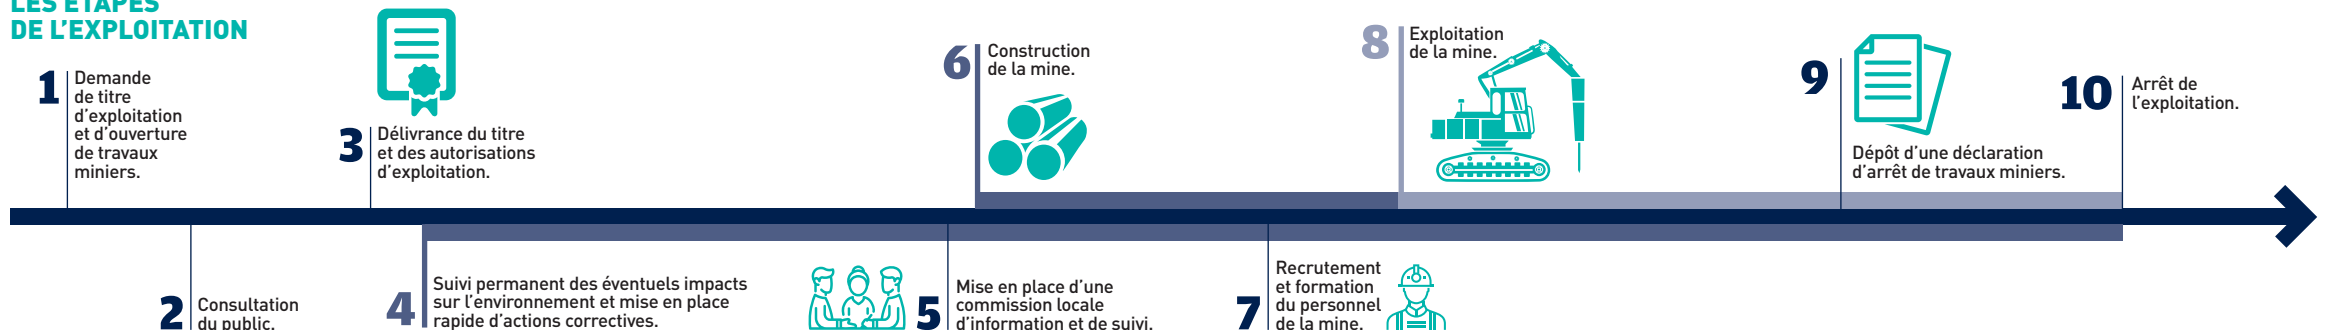 LES ÉTAPES
DE L'EXPLOITATION
1
Demande
de titre
d'exploitation
et d'ouverture
de travaux
miniers.
2
Consultation
du public.
3
Délivrance du titre
et des autorisations
d'exploitation.
4
Suivi permanent des éventuels impacts
sur l'environnement et mise en place
rapide d'actions correctives.
5
Mise en place d'une
commission locale
d'information et de suivi.
6
Construction
de la mine.
7
Recrutement
et formation
du personnel
de la mine.
8
Exploitation
de la mine.
9
Dépôt d'une déclaration
d'arrêt de travaux miniers.
10
Arrêt de
l'exploitation.